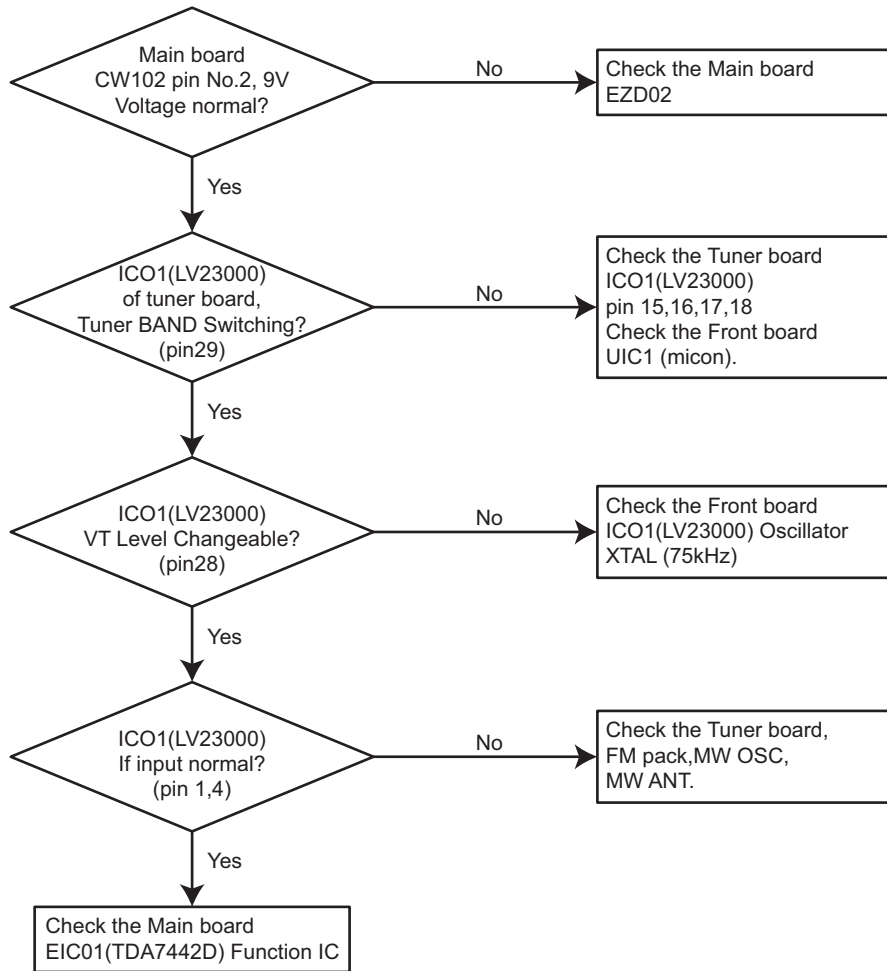 Main board
CW102 pin No.2, 9V
Voltage normal?
No
Check the Main board
EZD02
Yes
ICO1(LV23000)
of tuner board,
Tuner BAND Switching?
(pin29)
No
Check the Tuner board
ICO1(LV23000)
pin 15,16,17,18
Check the Front board
UIC1 (micon).
Yes
ICO1(LV23000)
VT Level Changeable?
(pin28)
No
Check the Front board
ICO1(LV23000) Oscillator
XTAL (75kHz)
Yes
ICO1(LV23000)
If input normal?
(pin 1,4)
No
Check the Tuner board,
FM pack,MW OSC,
MW ANT.
Yes
Check the Main board
EIC01(TDA7442D) Function IC